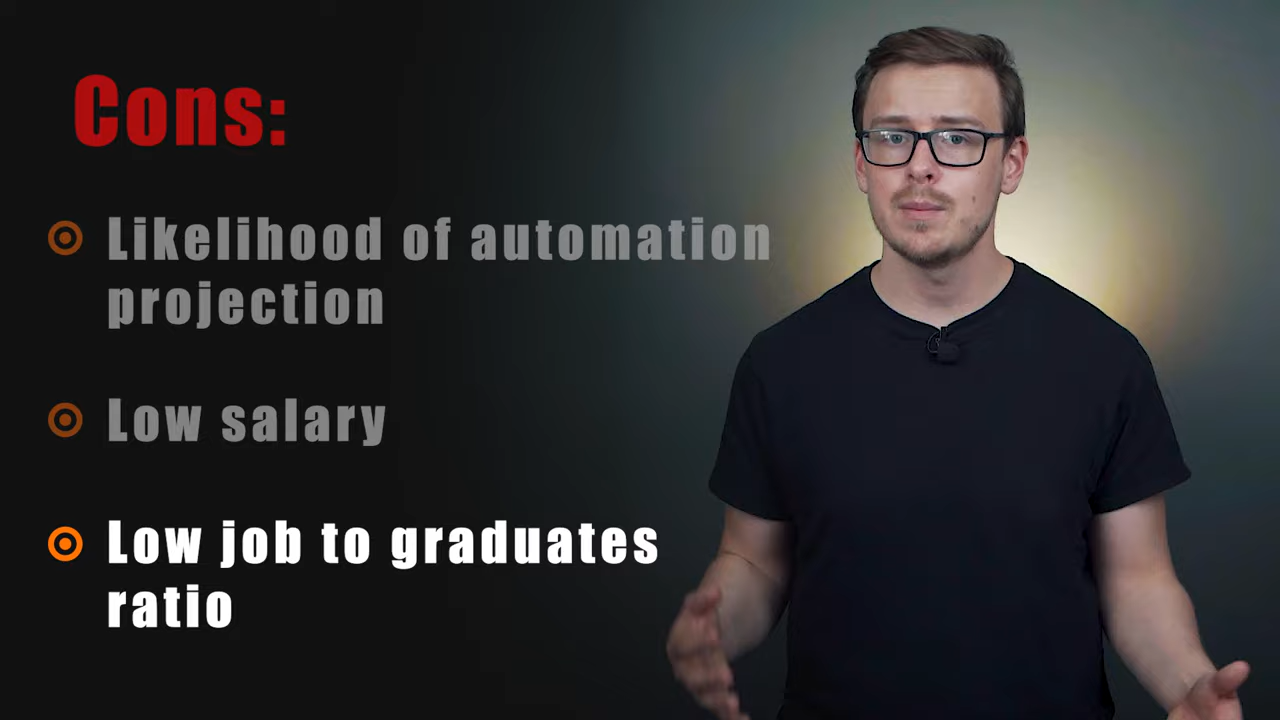 Cons:
Likelihood of automation
projection
Low salary
Low job to graduates
ratio